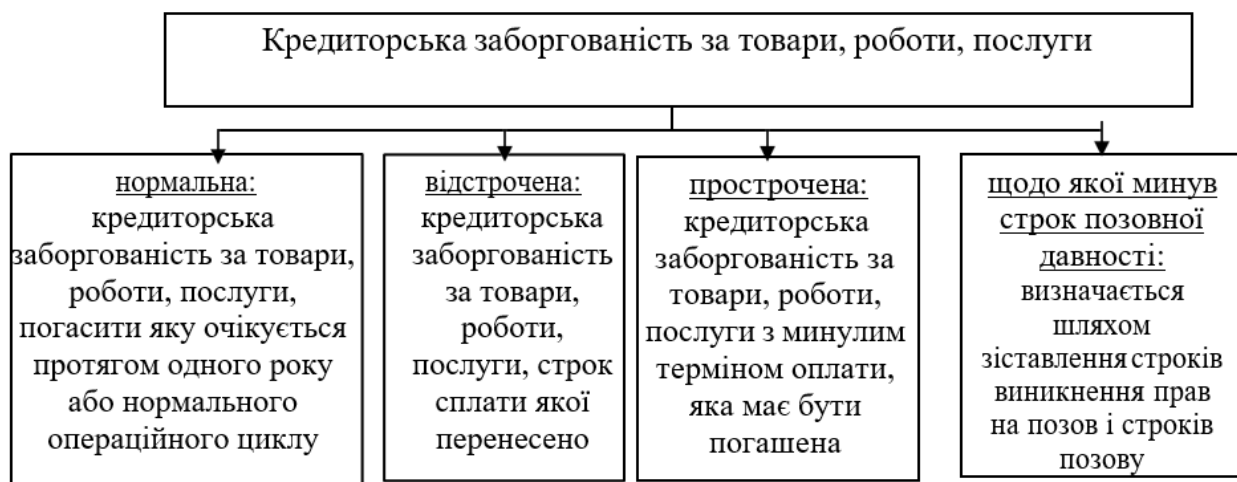 Кредиторська заборгованість за товари, роботи, послуги
нормальна:
кредиторська
заборгованість за товари,
роботи, послуги,
погасити яку очікується
протягом одного року
або нормального
операційного циклу
відстрочена:
кредиторська
заборгованість
за товари,
роботи,
послуги, строк
сплати якої
перенесено
прострочена:
кредиторська
заборгованість за
товари, роботи,
послуги з минулим
терміном оплати,
яка має бути
погашена
щодо якої минув
строк позовної
давності:
визначається
шляхом
зіставлення строків
виникнення прав
на позов і строків
позову